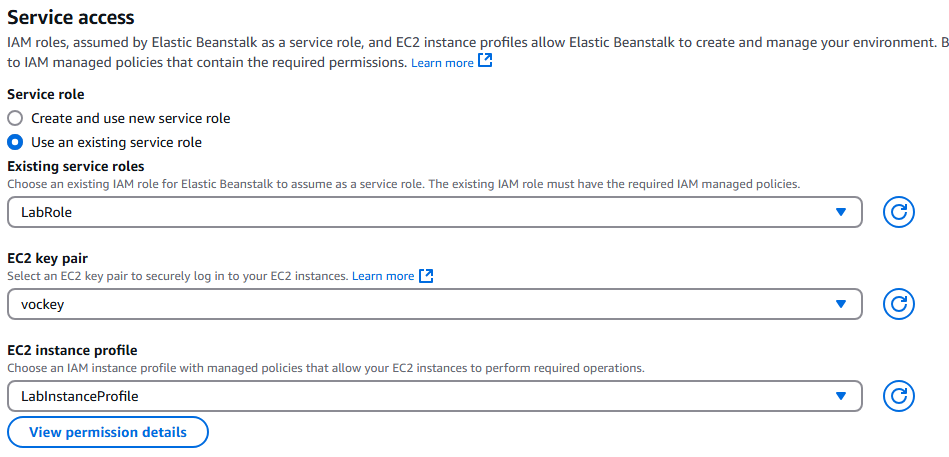 Service access
IAM roles, assumed by Elastic Beanstalk as a service role, and EC2 instance profiles allow Elastic Beanstalk to create and manage your environment. B
to IAM managed policies that contain the required permissions. Learn more
Service role
Create and use new service role
Use an existing service role
Existing service roles
Choose an existing IAM role for Elastic Beanstalk to assume as a service role. The existing IAM role must have the required IAM managed policies.
LabRole
EC2 key pair
Select an EC2 key pair to securely log in to your EC2 instances. Learn more
vockey
EC2 instance profile
Choose an IAM instance profile with managed policies that allow your EC2 instances to perform required operations.
LabInstanceProfile
View permission details